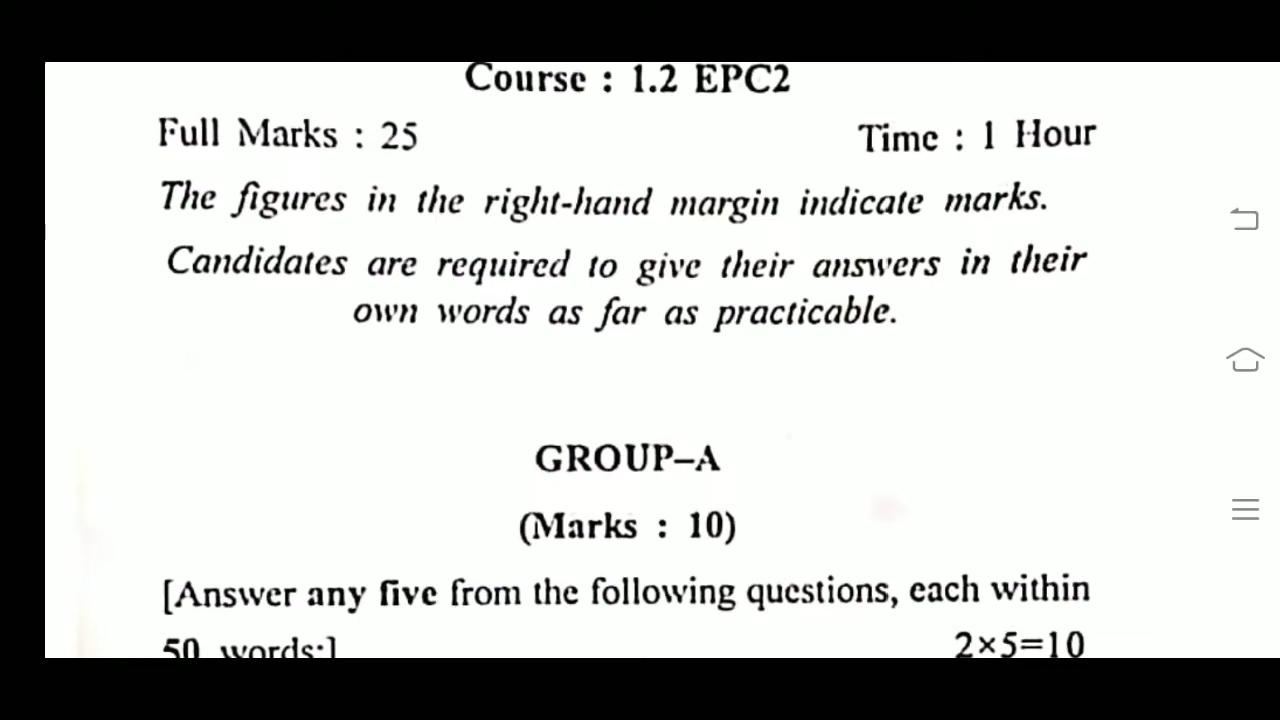 Course : 1.2 EPC2
Full Marks : 25 Time : 1 Hour
The figures in the right-hand margin indicate marks.
Candidates are required to give their answers in their
own words as far as practicable.
GROUP–A
(Marks : 10)
[Answer any five from the following questions, each within
50 words:] 2×5=10